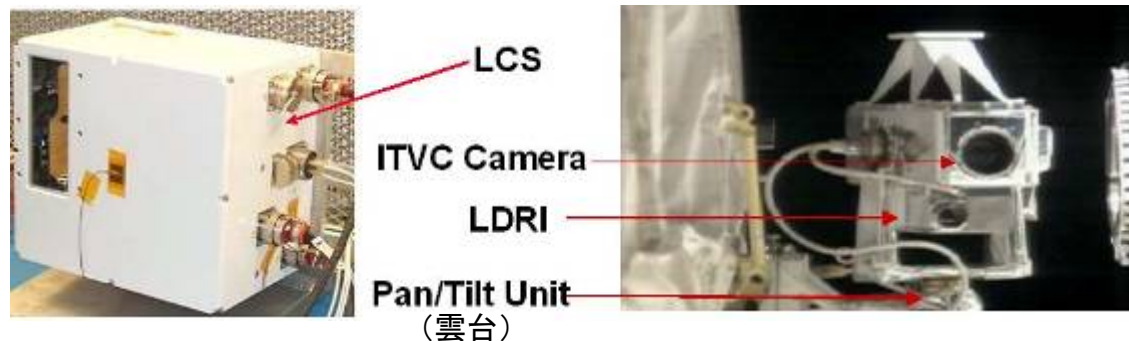 LCS
ITVC Camera
LDRI
Pan/Tilt Unit
（雲台）